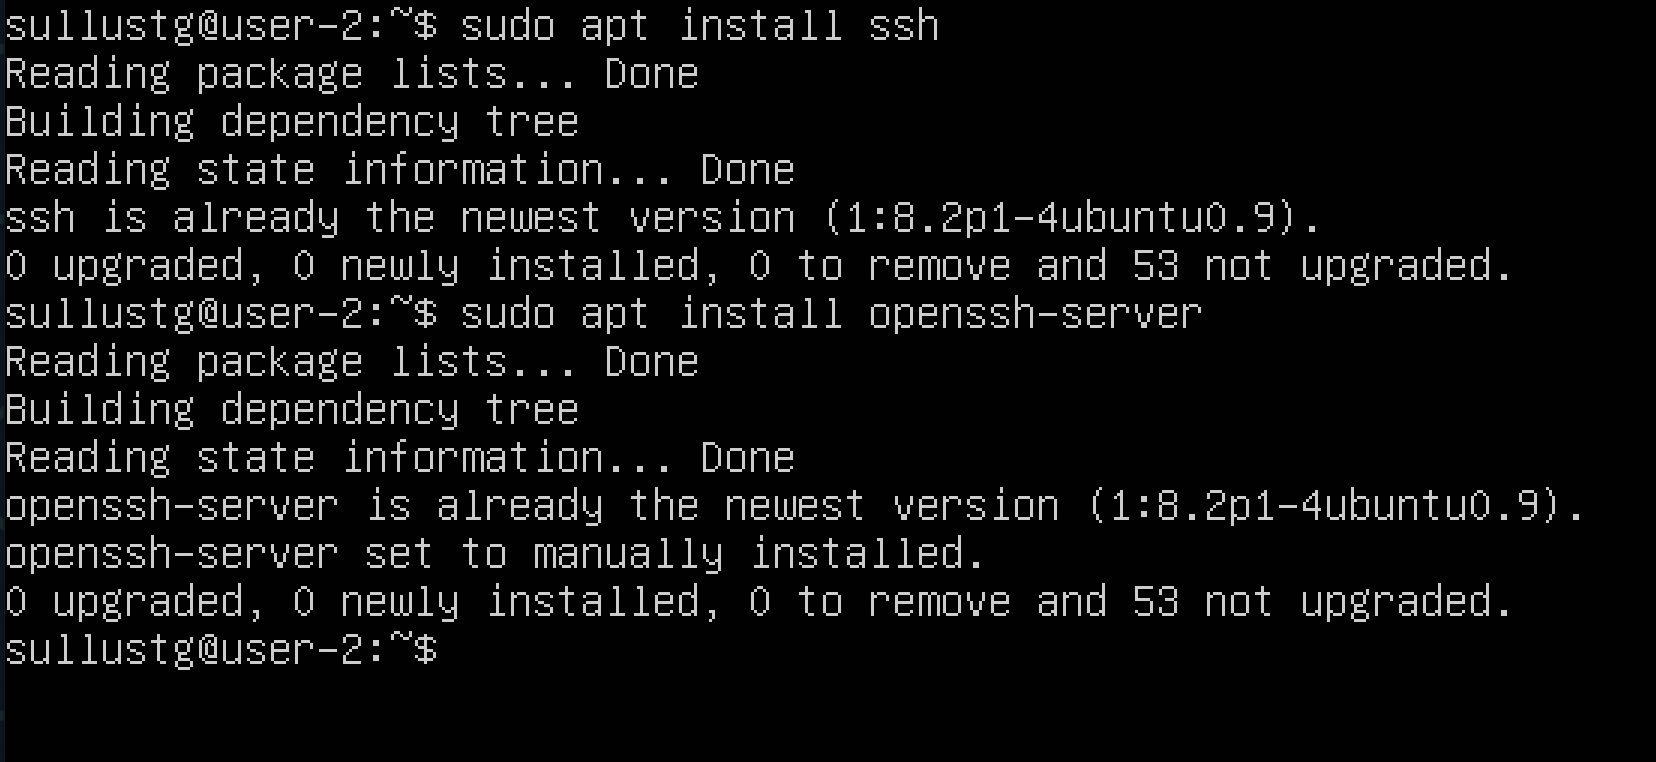 sullustg@user-2:~$ sudo apt install ssh
Reading package lists... Done
Building dependency tree
Reading state information... Done
ssh is already the newest version (1:8.2p1-4ubuntu0.9).
0 upgraded, 0 newly installed, 0 to remove and 53 not upgraded.
sullustg@user-2:~$ sudo apt install openssh-server
Reading package lists... Done
Building dependency tree
Reading state information... Done
openssh-server is already the newest version (1:8.2p1-4ubuntu0.9).
openssh-server set to manually installed.
0 upgraded, 0 newly installed, 0 to remove and 53 not upgraded.
sullustg@user-2:~$